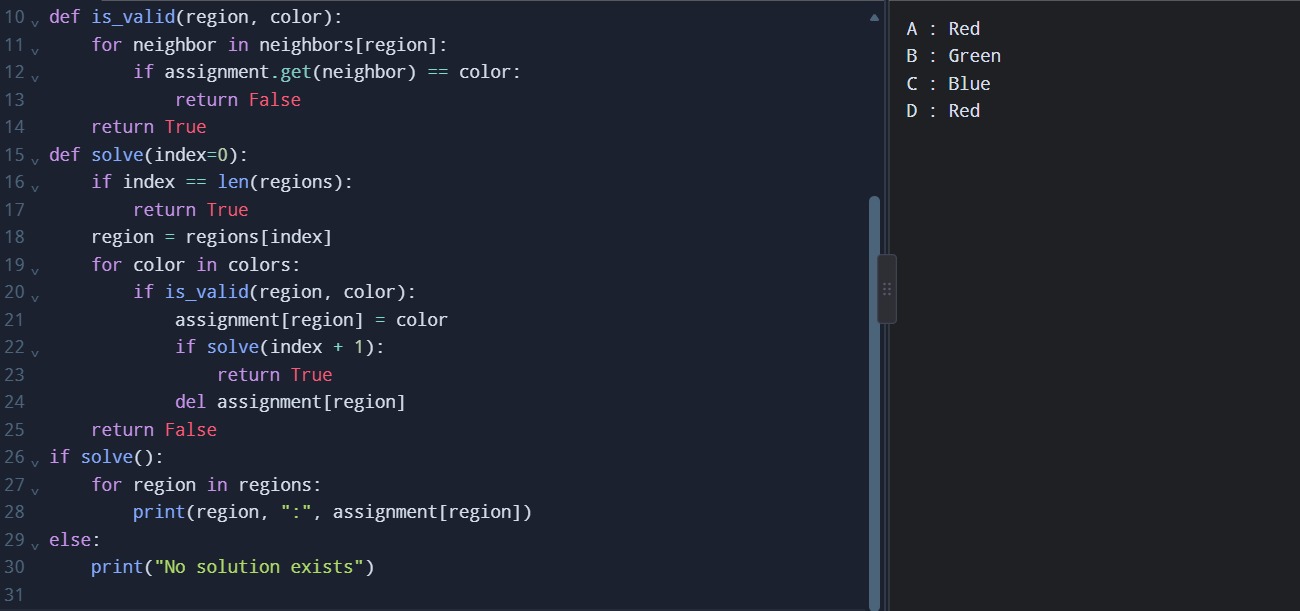 10 def is_valid(region, color):
11     for neighbor in neighbors[region]:
12         if assignment.get(neighbor) == color:
13             return False
14     return True
15 def solve(index=0):
16     if index == len(regions):
17         return True
18     region = regions[index]
19     for color in colors:
20         if is_valid(region, color):
21             assignment[region] = color
22             if solve(index + 1):
23                 return True
24             del assignment[region]
25     return False
26 if solve():
27     for region in regions:
28         print(region, ":", assignment[region])
29 else:
30     print("No solution exists")
31
A : Red
B : Green
C : Blue
D : Red